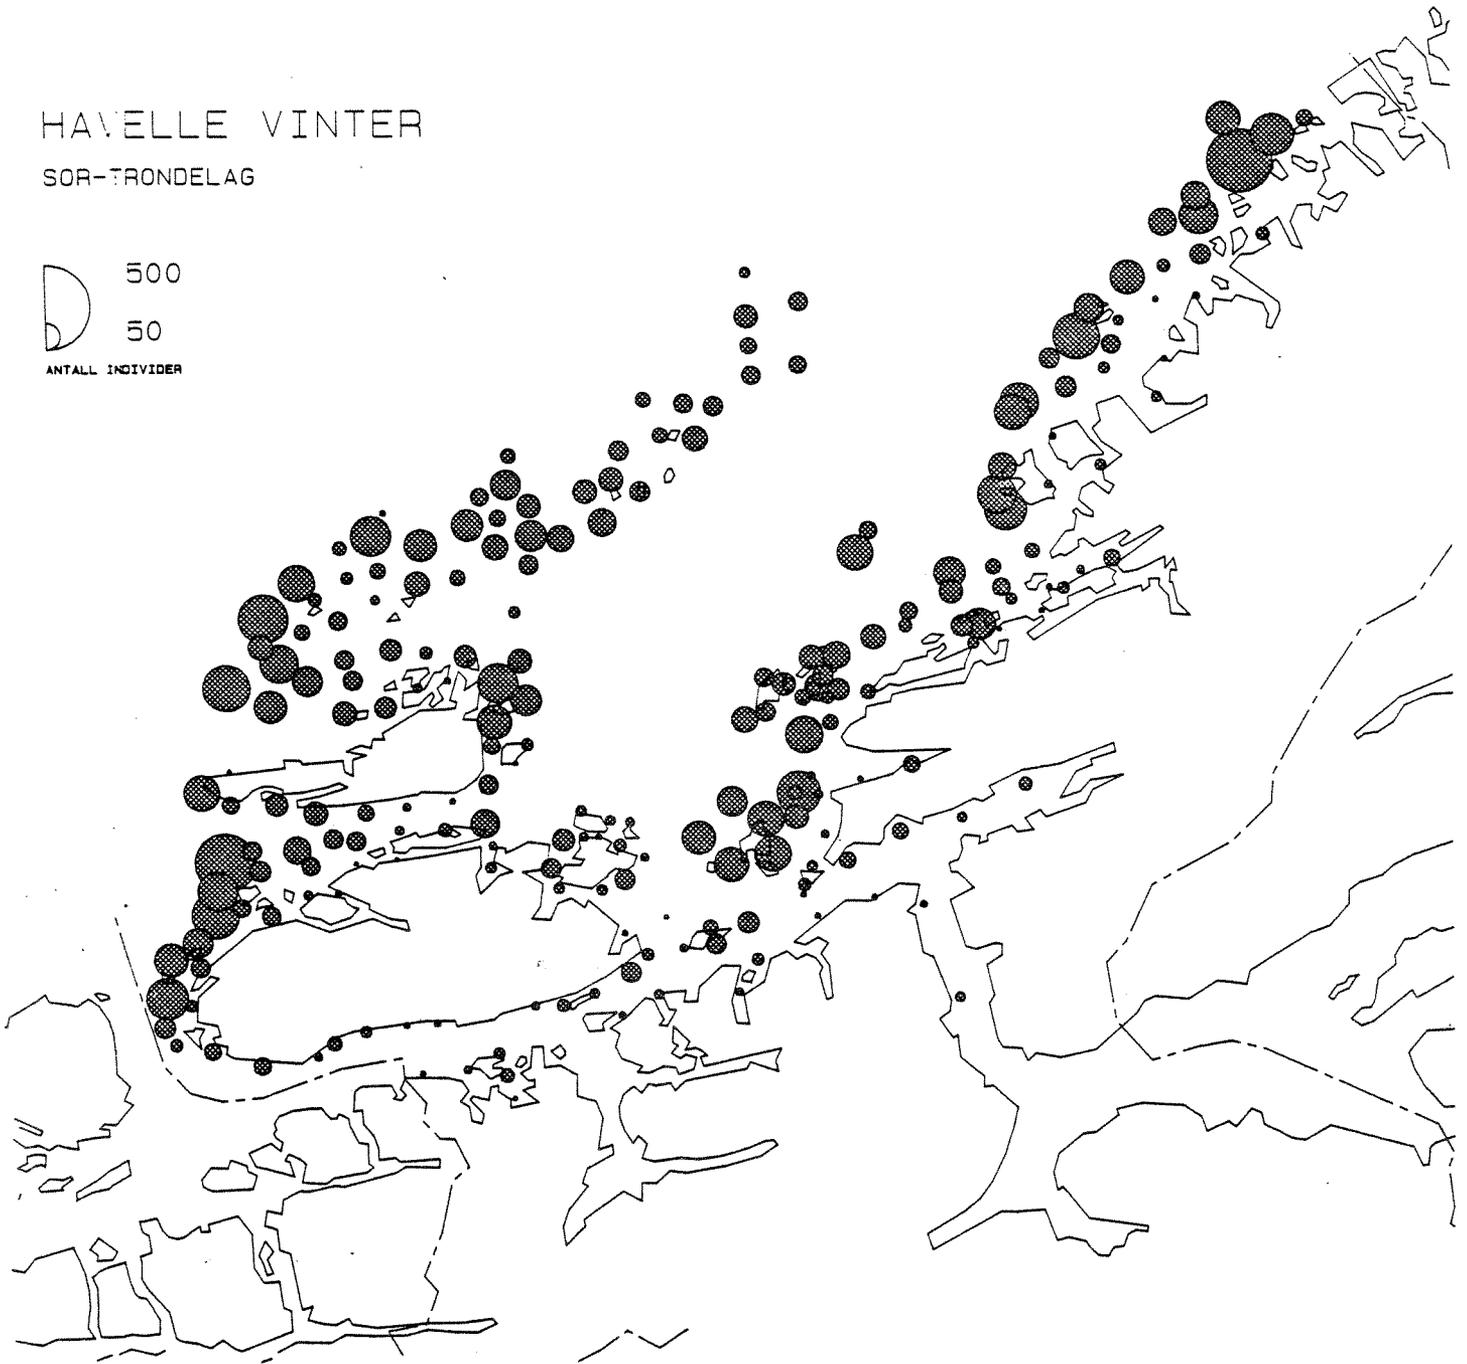 HAVELLE VINTER
SOR-TRONDELAG
500
50
ANTALL INDIVIDER